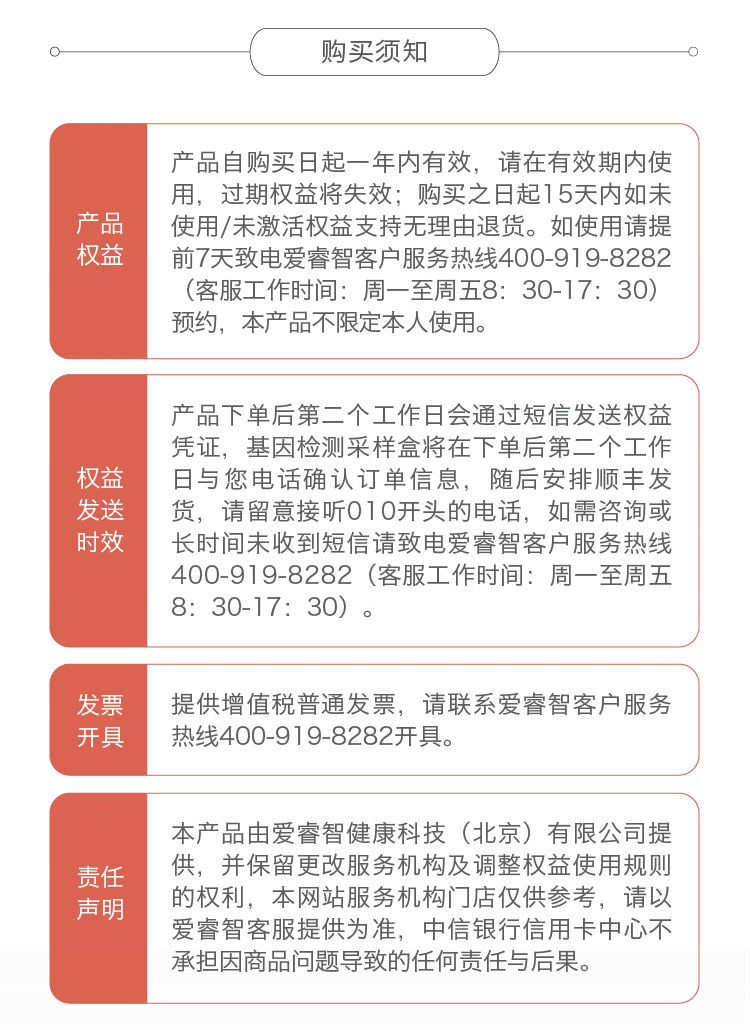 购买须知
产品
权益
产品自购买日起一年内有效，请在有效期内使
用，过期权益将失效；购买之日起15天内如未
使用/未激活权益支持无理由退货。如使用请提
前7天致电爱睿智客户服务热线400-919-8282
（客服工作时间：周一至周五8：30-17：30）
预约，本产品不限定本人使用。
权益
发送
时效
产品下单后第二个工作日会通过短信发送权益
凭证，基因检测采样盒将在下单后第二个工作
日与您电话确认订单信息，随后安排顺丰发
货，请留意接听010开头的电话，如需咨询或
长时间未收到短信请致电爱睿智客户服务热线
400-919-8282（客服工作时间：周一至周五
8：30-17：30）。
发票
开具
提供增值税普通发票，请联系爱睿智客户服务
热线400-919-8282开具。
责任
声明
本产品由爱睿智健康科技（北京）有限公司提
供，并保留更改服务机构及调整权益使用规则
的权利，本网站服务机构门店仅供参考，请以
爱睿智客服提供为准，中信银行信用卡中心不
承担因商品问题导致的任何责任与后果。